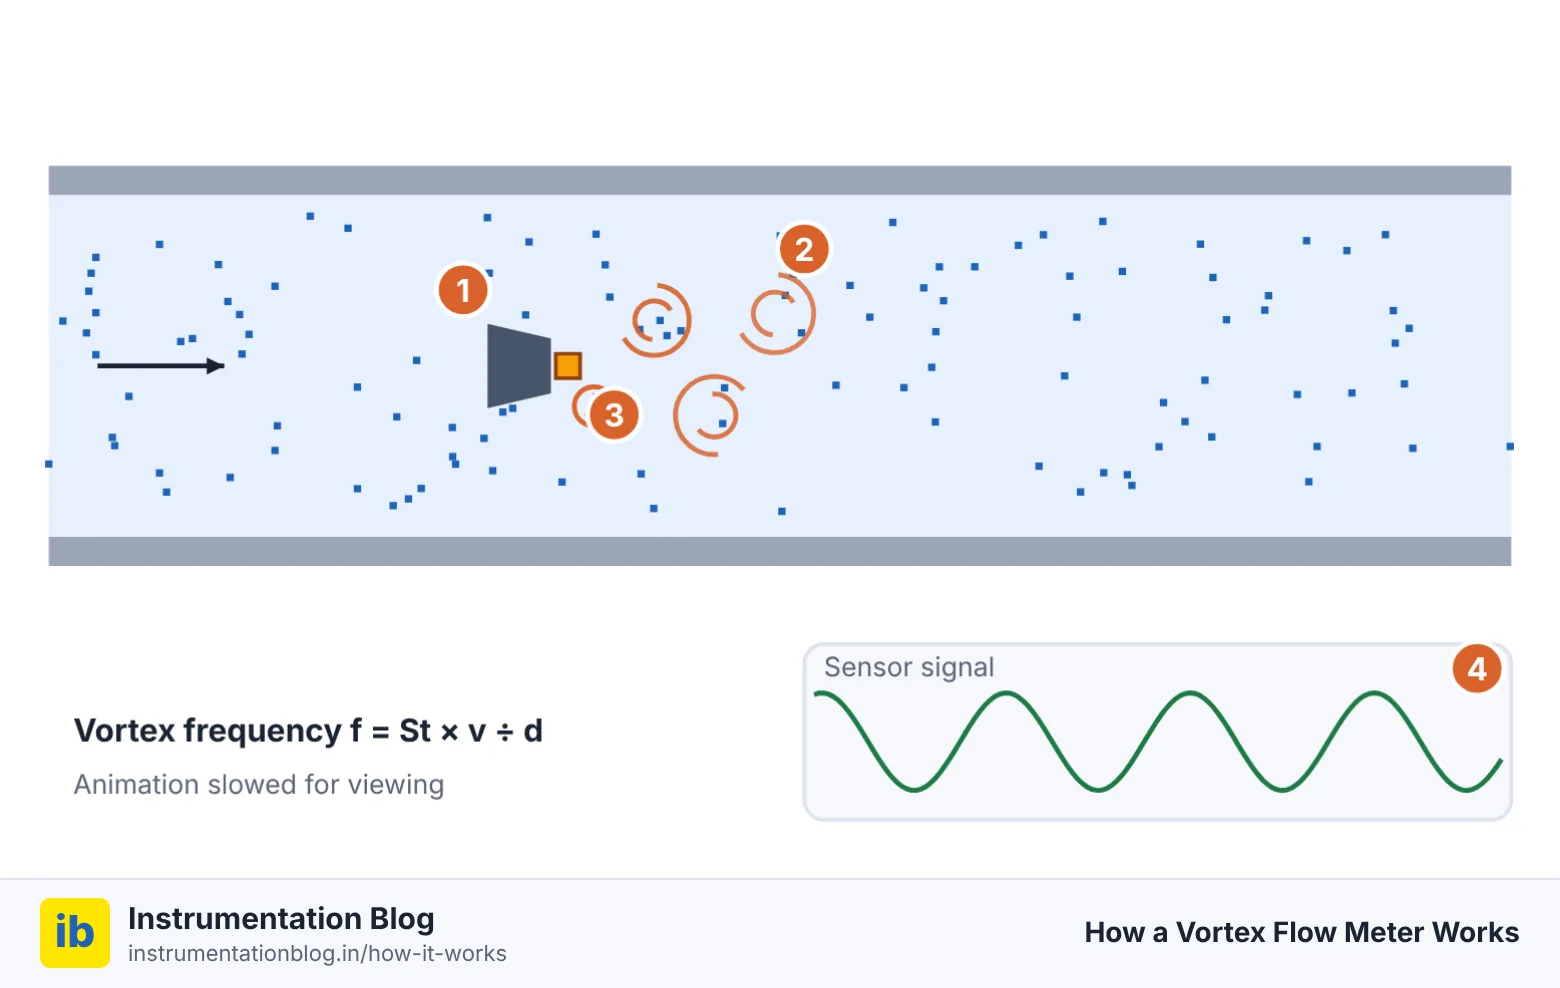 1
2
3
Sensor signal
4
Vortex frequency f = St × v ÷ d
Animation slowed for viewing
ib
Instrumentation Blog
instrumentationblog.in/how-it-works
How a Vortex Flow Meter Works